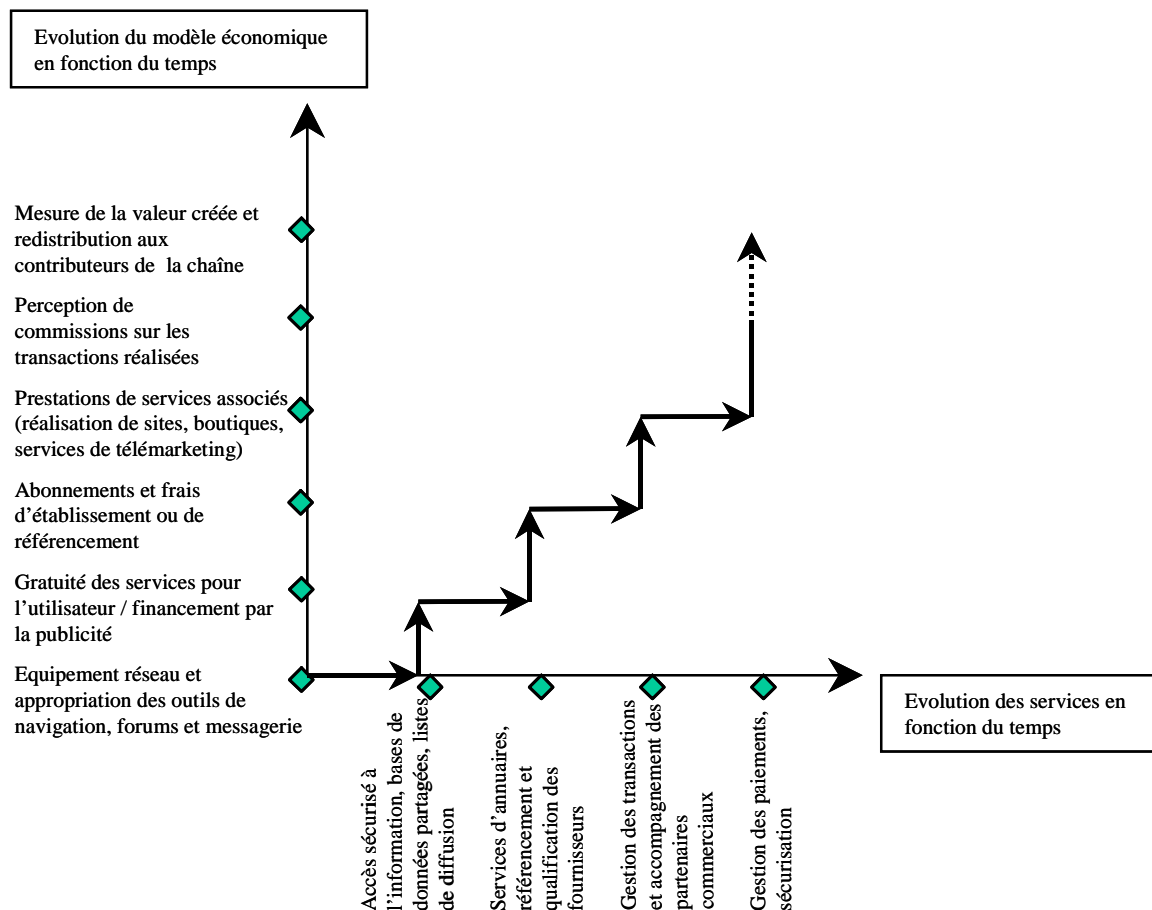 Evolution du modèle économique
en fonction du temps
Mesure de la valeur créée et
redistribution aux
contributeurs de la chaîne
Perception de
commissions sur les
transactions réalisées
Prestations de services associés
(réalisation de sites, boutiques,
services de télémarketing)
Abonnements et frais
d’établissement ou de
référencement
Gratuité des services pour
l’utilisateur / financement par
la publicité
Equipement réseau et
appropriation des outils de
navigation, forums et messagerie
Evolution des services en
fonction du temps
Accès sécurisé à
l’information, bases de
données partagées, listes
de diffusion
Services d’annuaires,
référencement et
qualification des
fournisseurs
Gestion des transactions
et accompagnement des
partenaires
commerciaux
Gestion des paiements,
sécurisation